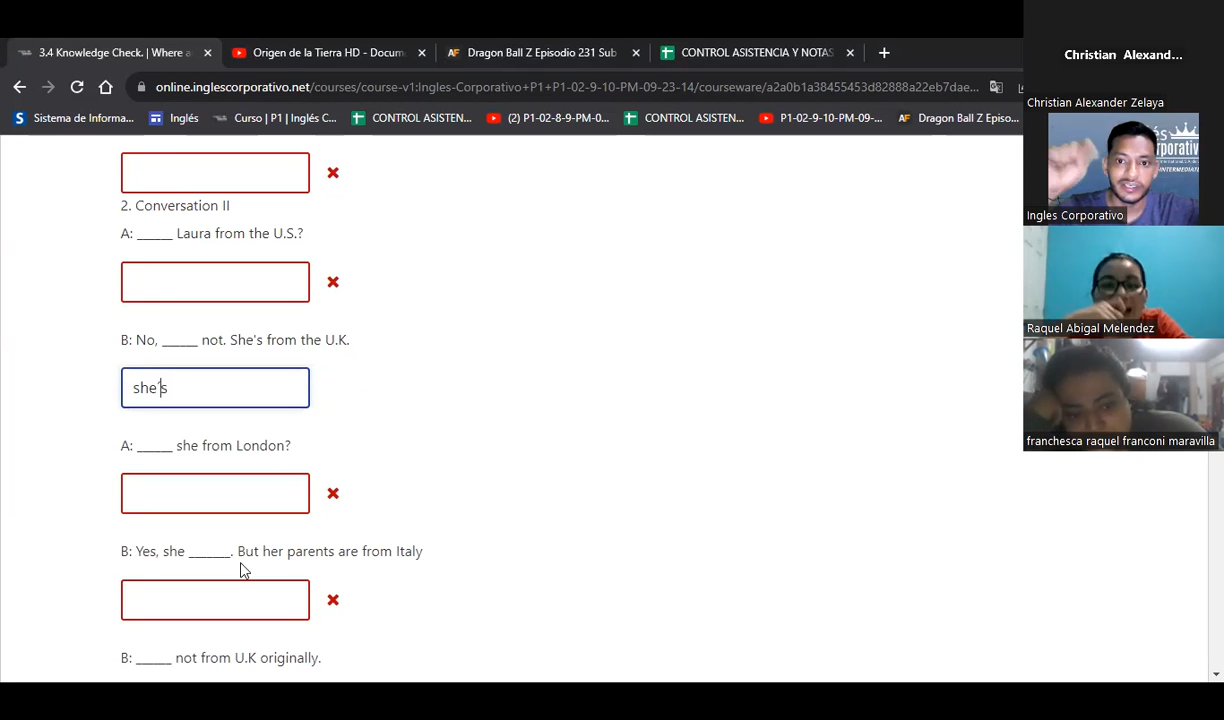 3.4 Knowledge Check. | Where a
Origen de la Tierra HD - Docum
Dragon Ball Z Episodio 231 Sub
CONTROL ASISTENCIA Y NOTAS
online.inglescorporativo.net/courses/course-v1:Ingles-Corporativo+P1+P1-02-9-10-PM-09-23-14/courseware/a2a0b1a38455453d82888a22eb7dae...
Sistema de Informa...
Inglés
Curso | P1 | Inglés C...
CONTROL ASISTEN...
(2) P1-02-8-9-PM-0...
CONTROL ASISTEN...
P1-02-9-10-PM-09-...
Dragon Ball Z Episo...
2. Conversation II
A: _____ Laura from the U.S.?
B: No, _____ not. She's from the U.K.
she´s
A: _____ she from London?
B: Yes, she ______. But her parents are from Italy
B: _____ not from U.K originally.
Christian Alexand...
Christian Alexander Zelaya
INTERMEDIATE
Ingles Corporativo
Raquel Abigal Melendez
franchesca raquel franconi maravilla